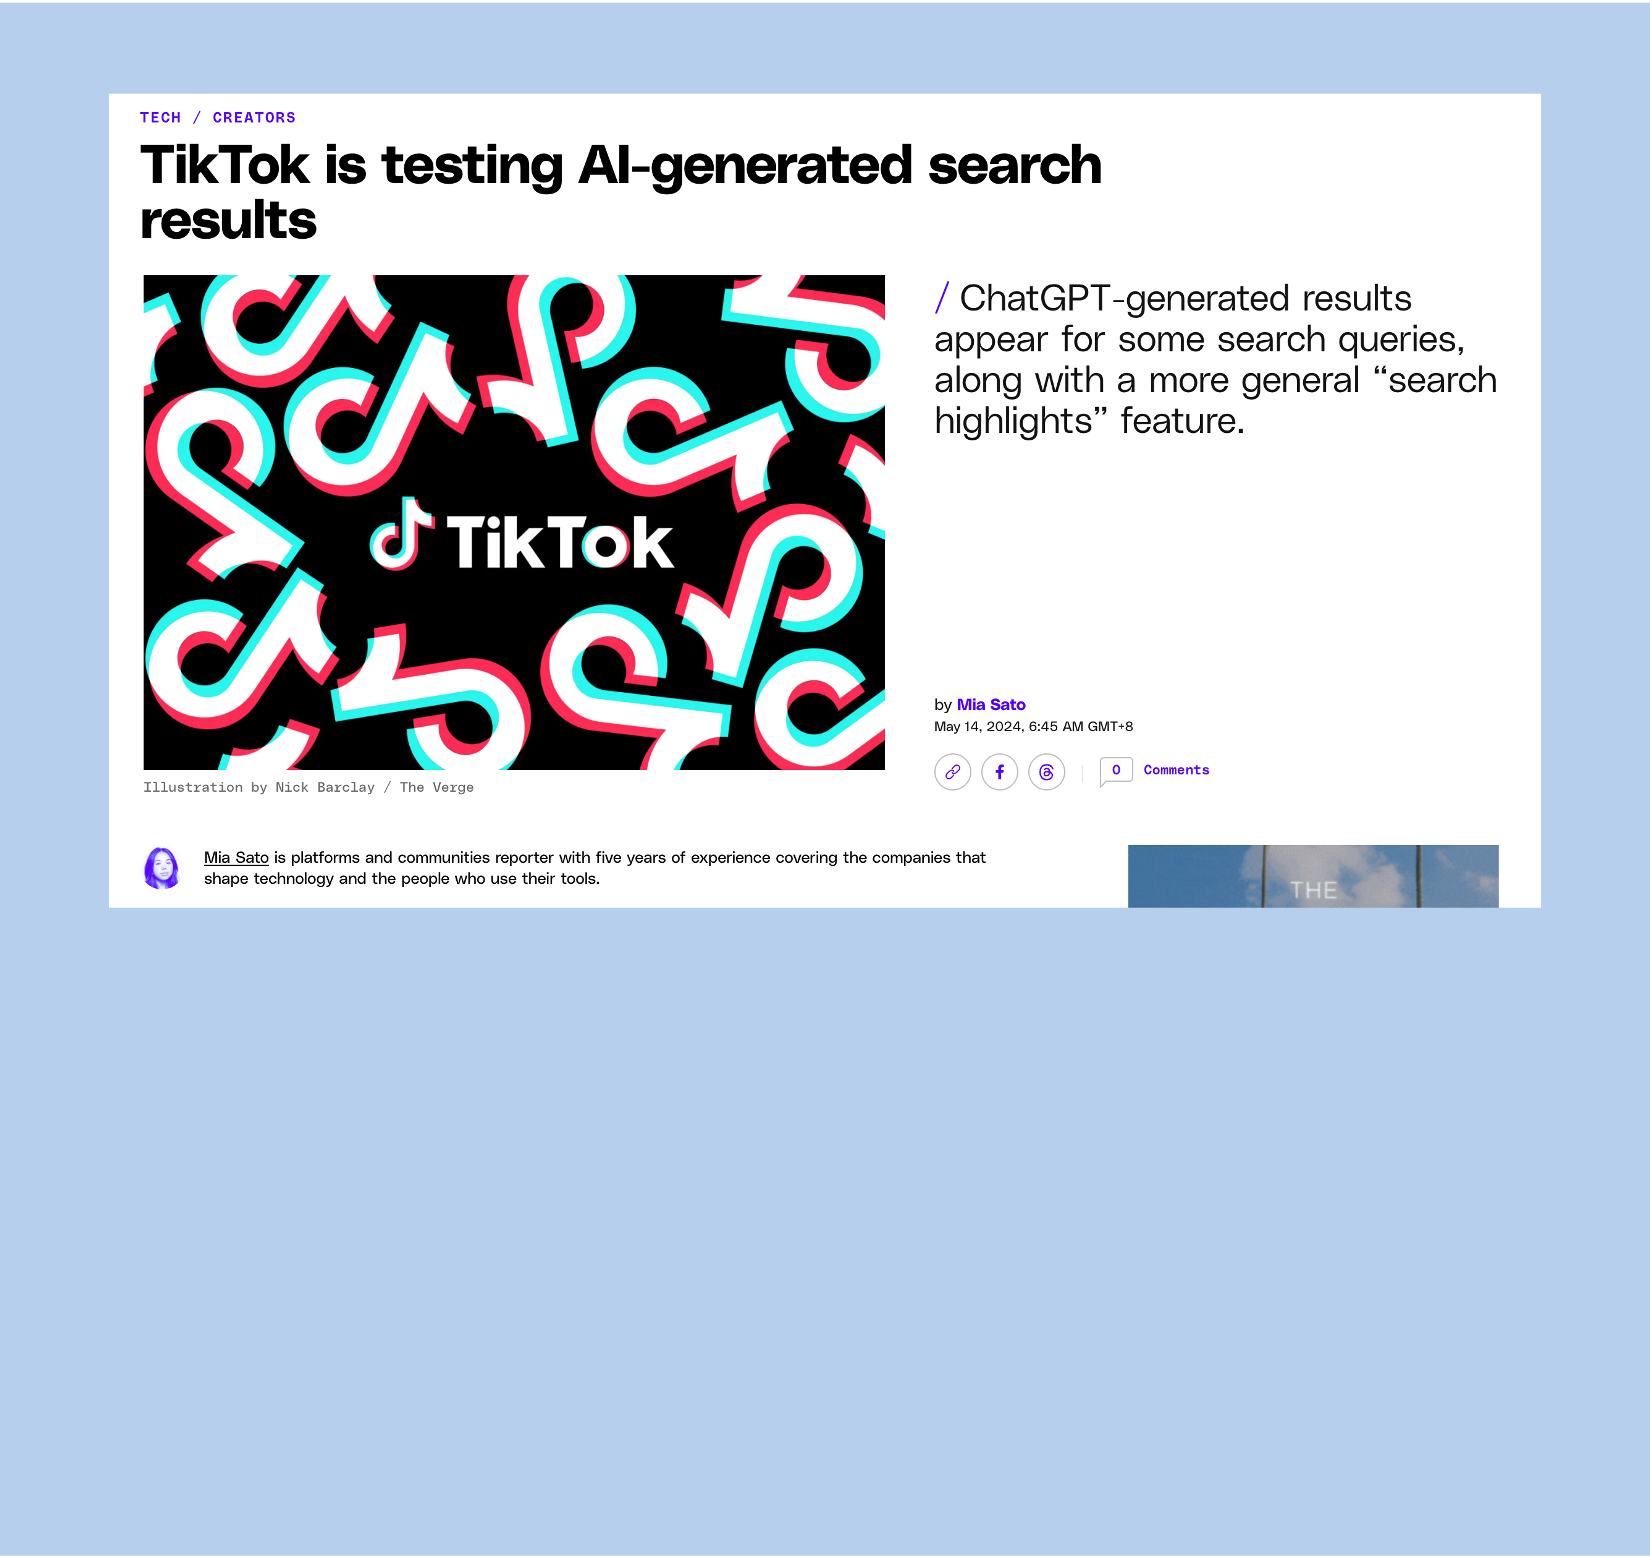 TECH / CREATORS
TikTok is testing AI-generated search
results
TikTok
/ ChatGPT-generated results
appear for some search queries,
along with a more general “search
highlights” feature.
by Mia Sato
May 14, 2024, 6:45 AM GMT+8
0 Comments
Illustration by Nick Barclay / The Verge
Mia Sato is platforms and communities reporter with five years of experience covering the companies that
shape technology and the people who use their tools.
THE